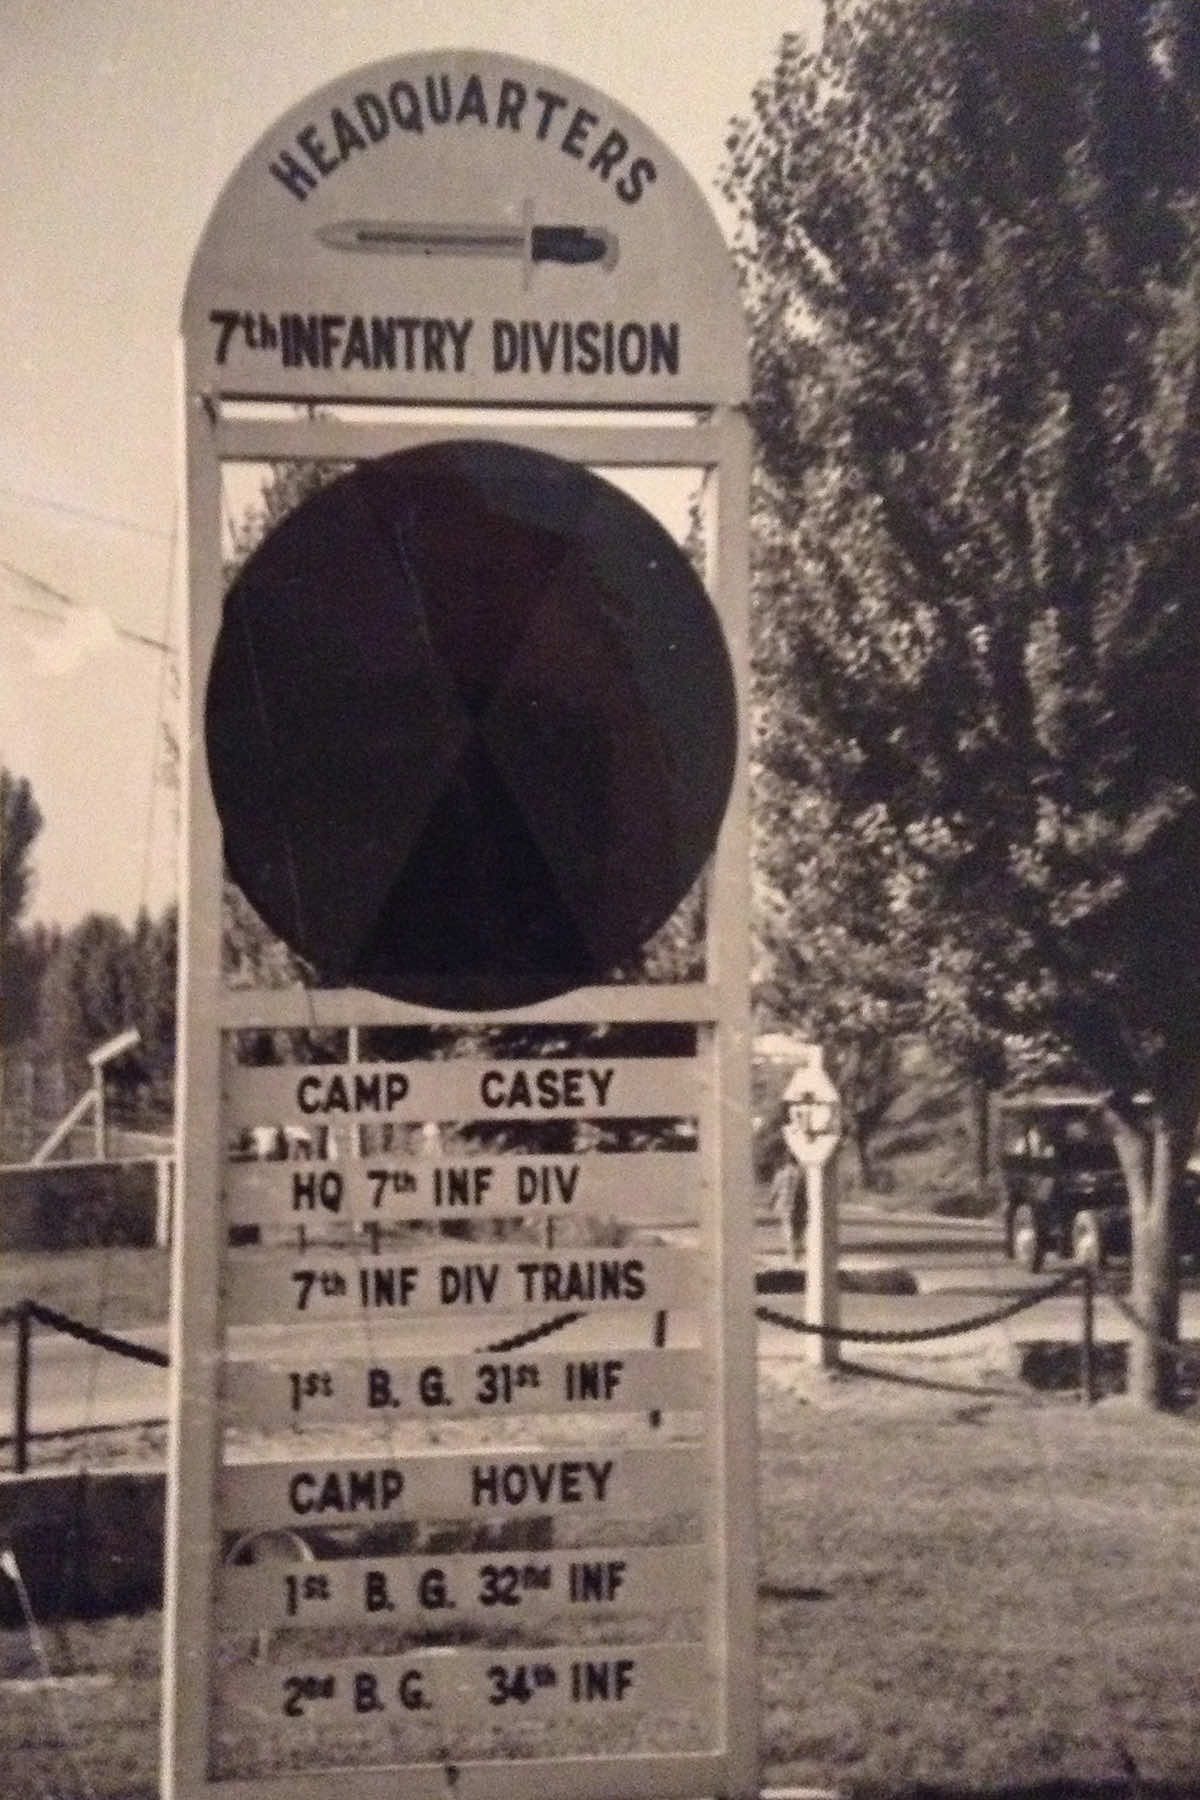 HEADQUARTERS
7th INFANTRY DIVISION
CAMP CASEY
HQ 7th INF DIV
7th INF DIV TRAINS
1st B. G. 31st INF
CAMP HOVEY
1st B. G. 32nd INF
2nd B. G. 34th INF